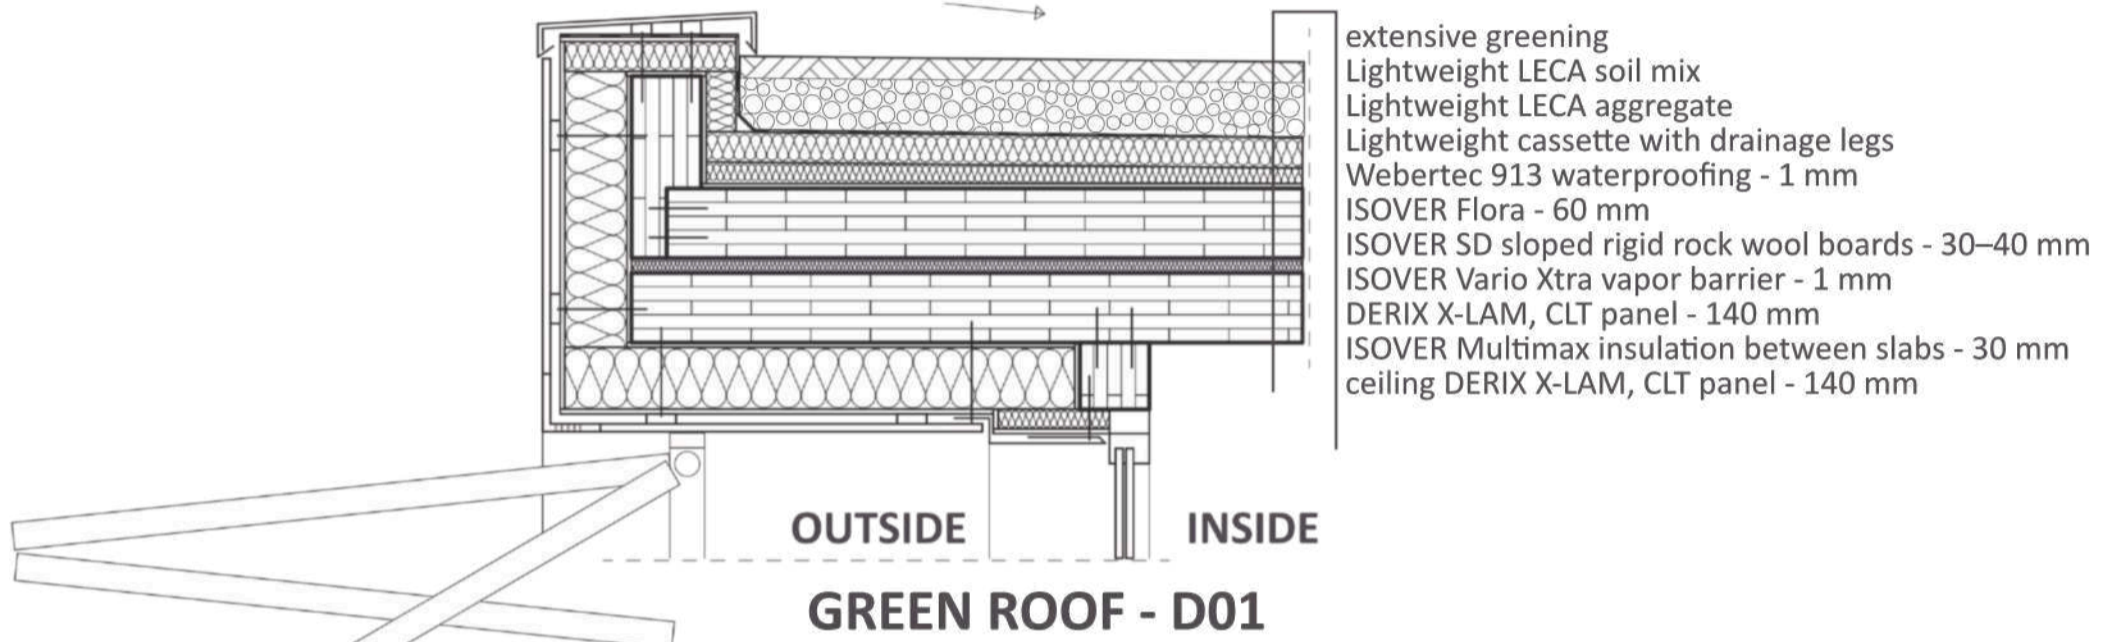 extensive greening
Lightweight LECA soil mix
Lightweight LECA aggregate
Lightweight cassette with drainage legs
Webertec 913 waterproofing - 1 mm
ISOVER Flora - 60 mm
ISOVER SD sloped rigid rock wool boards - 30–40 mm
ISOVER Vario Xtra vapor barrier - 1 mm
DERIX X-LAM, CLT panel - 140 mm
ISOVER Multimax insulation between slabs - 30 mm
ceiling DERIX X-LAM, CLT panel - 140 mm
OUTSIDE
INSIDE
GREEN ROOF - D01